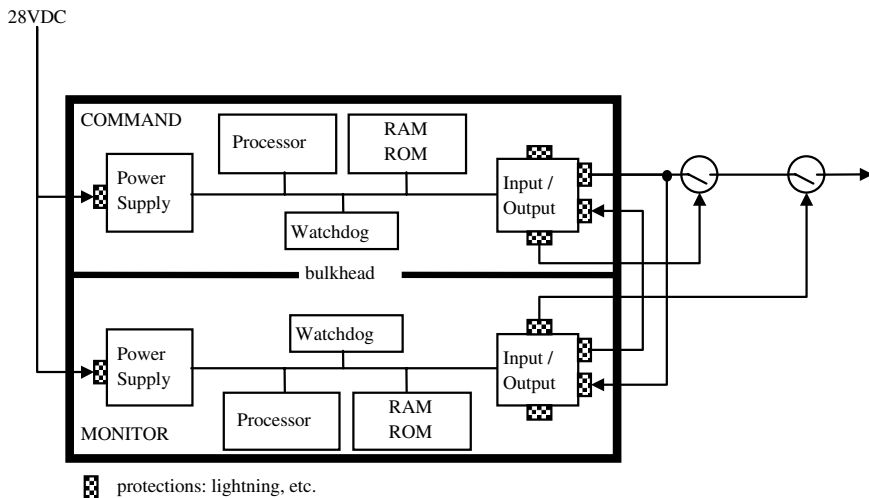 28VDC
COMMAND
Processor
RAM
ROM
Power
Supply
Input /
Output
Watchdog
bulkhead
Watchdog
Power
Supply
Input /
Output
Processor
RAM
ROM
MONITOR
protections: lightning, etc.